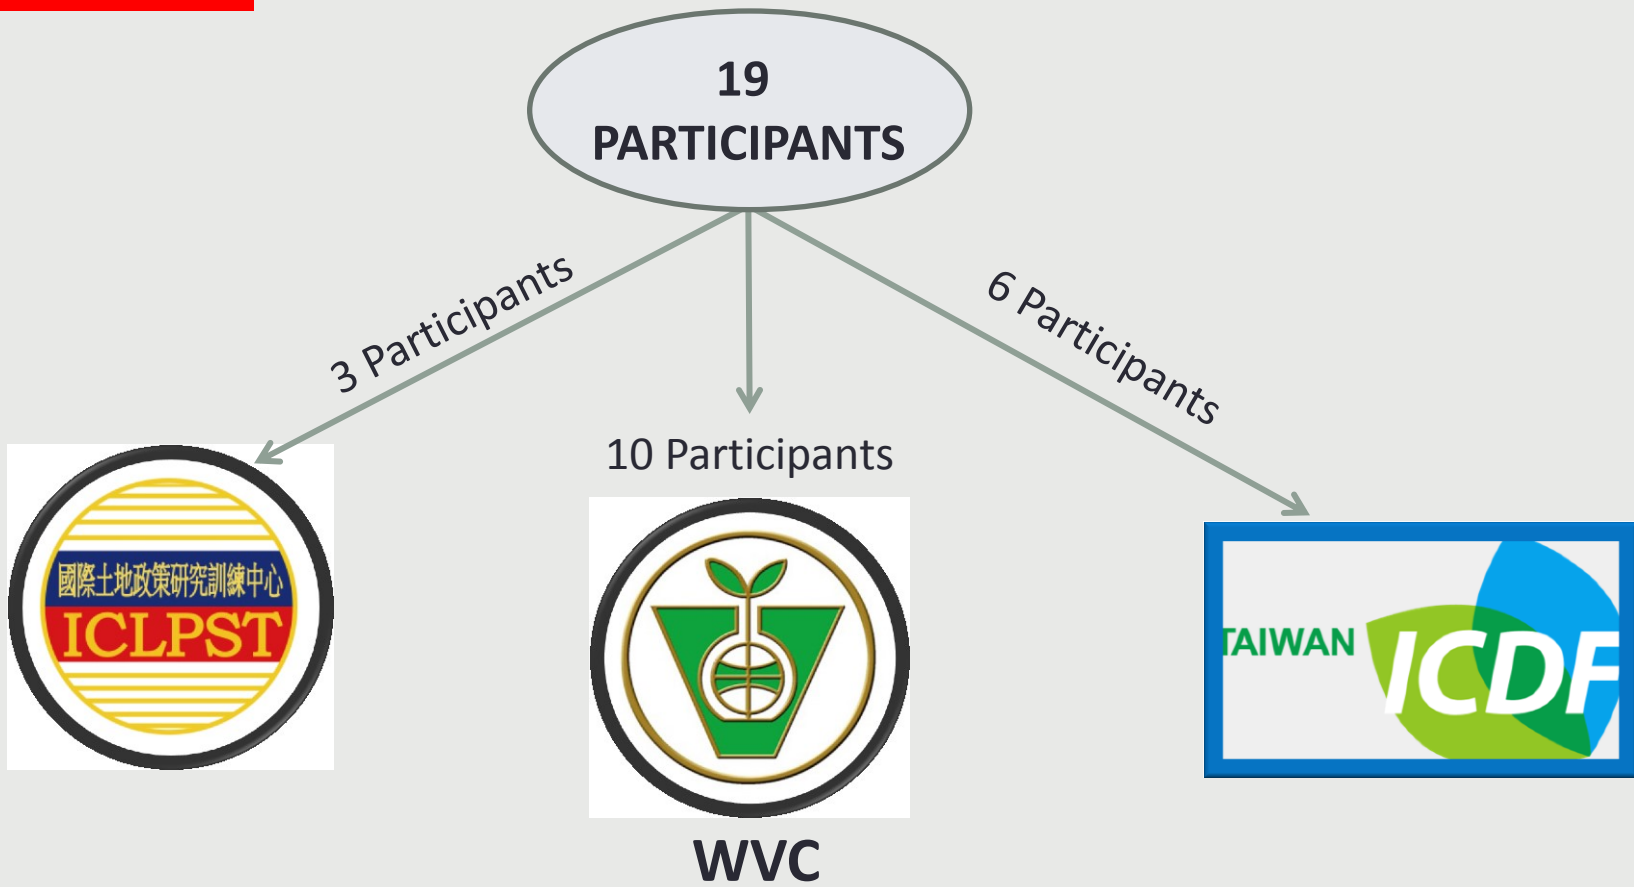 19
PARTICIPANTS
3 Participants
6 Participants
10 Participants
國際土地政策研究訓練中心
ICLPST
TAIWAN ICDF
WVC